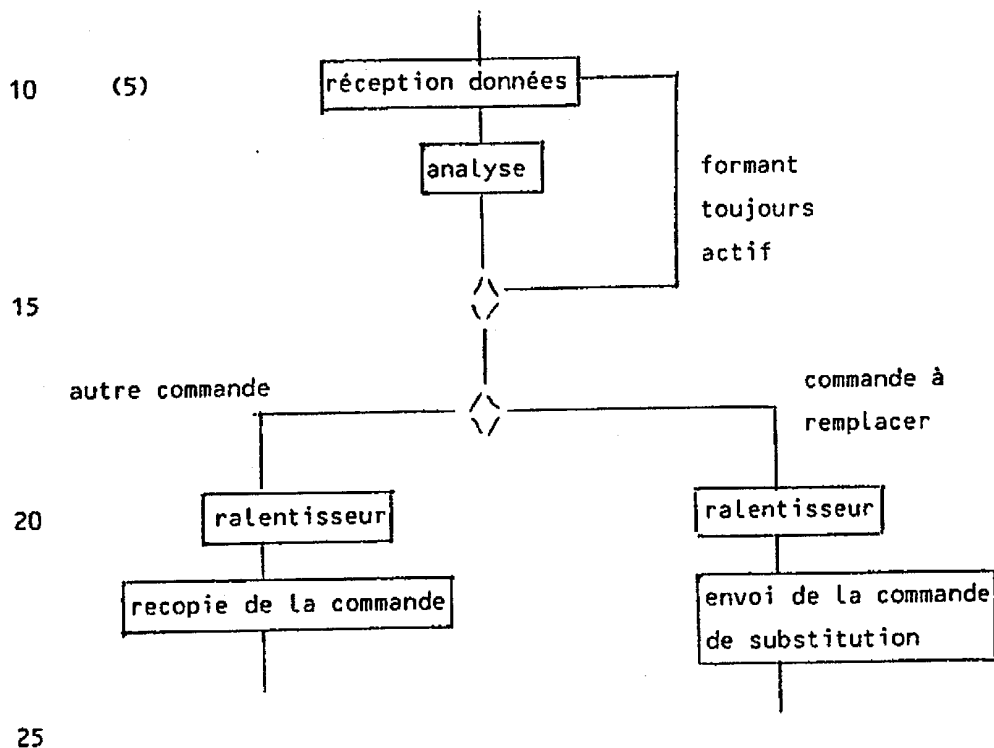 10 (5) réception données
analyse
formant
toujours
actif
15
autre commande
commande à
remplacer
20
ralentisseur
ralentisseur
recopie de la commande
envoi de la commande
de substitution
25